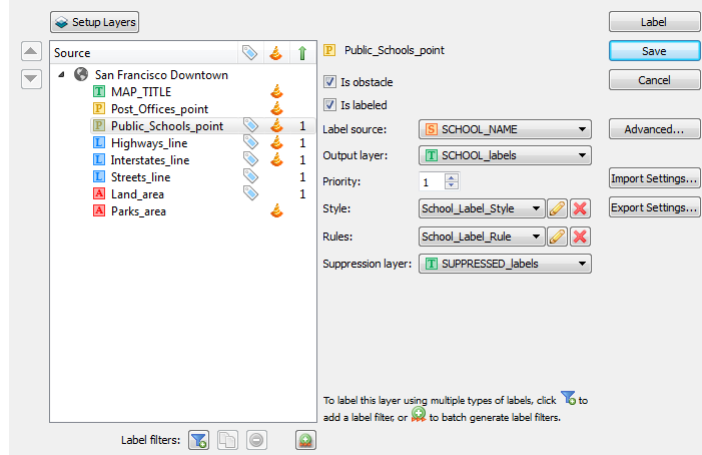 Setup Layers
Label
Source
Public_Schools_point
Save
San Francisco Downtown
Is obstacle
Cancel
T MAP_TITLE
P Post_Offices_point
Is labeled
P Public_Schools_point 1
Label source: S SCHOOL_NAME
Advanced...
L Highways_line 1
L Interstates_line 1
Output layer: T SCHOOL_labels
L Streets_line 1
Priority: 1
Import Settings...
A Land_area 1
A Parks_area
Style: School_Label_Style
Export Settings...
Rules: School_Label_Rule
Suppression layer: T SUPPRESSED_labels
To label this layer using multiple types of labels, click to
add a label filter, or to batch generate label filters.
Label filters: